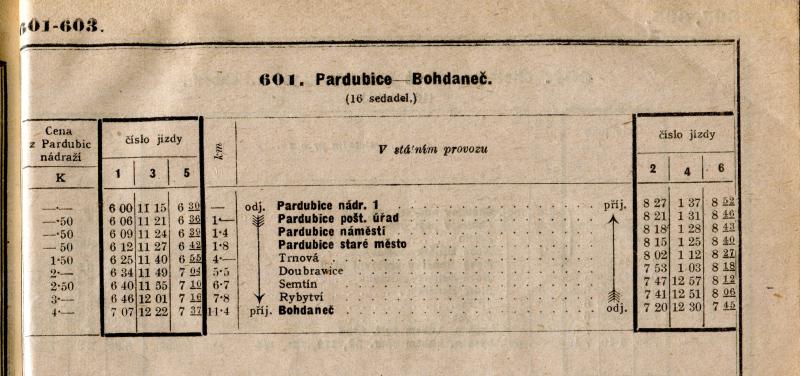 601-603.
601. Pardubice—Bohdaneč.
(16 sedadel.)
Cena z Pardubic nádraží K | číslo jízdy 1 3 5 | km | V státním provozu | číslo jízdy 2 4 6
6 00 11 15 6 30 — odj. Pardubice nádr. 1 příj. 8 27 1 37 8 52
—·50 6 06 11 21 6 36 1·— Pardubice pošt. úřad 8 21 1 31 8 46
—·50 6 09 11 24 6 39 1·4 Pardubice náměstí 8 18 1 28 8 43
— 50 6 12 11 27 6 42 1·8 Pardubice staré město 8 15 1 25 8 40
1·50 6 25 11 40 6 55 4·— Trnová 8 02 1 12 8 27
2·— 6 34 11 49 7 04 5·5 Doubrawice 7 53 1 03 8 18
2·50 6 40 11 55 7 10 6·7 Semtín 7 47 12 57 8 12
3·— 6 46 12 01 7 16 7·8 Rybytví 7 41 12 51 8 06
4·— 7 07 12 22 7 37 11·4 příj. Bohdaneč odj. 7 20 12 30 7 45